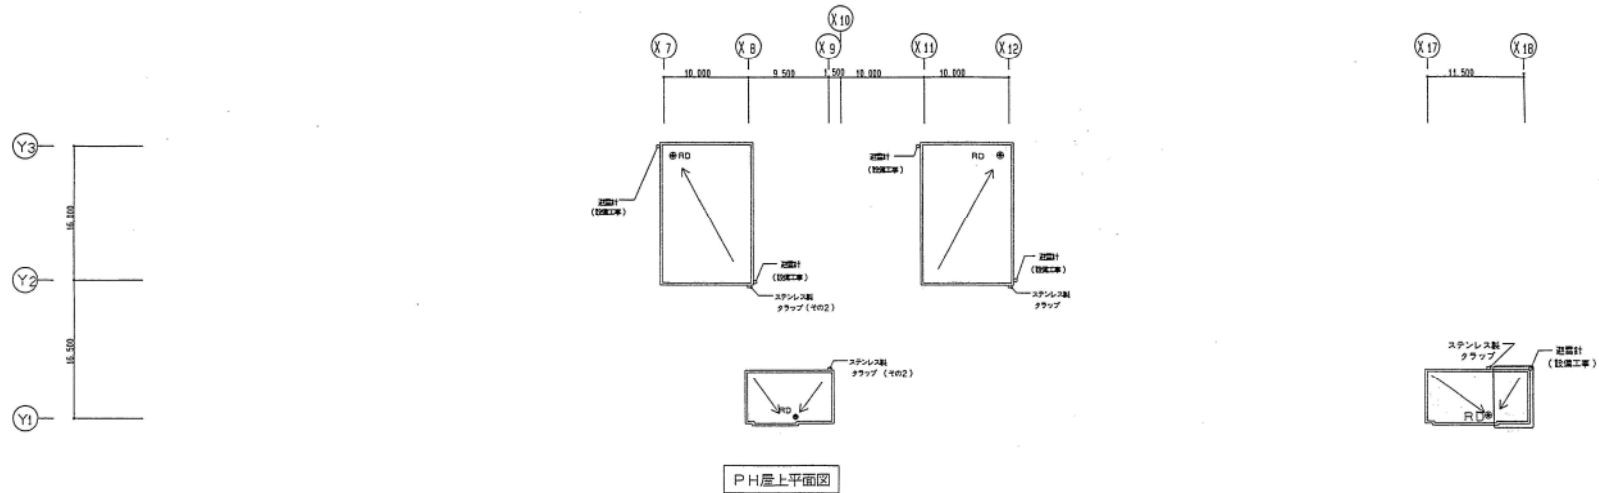 X10
X7 X8 X9 X11 X12 X17 X18
10,000 9,500 1,500 10,000 10,000 11,500
Y3
RD
避雷針
(設備工事)
RD
避雷針
(設備工事)
16,000
Y2
避雷針
(設備工事)
ステンレス製
タラップ(その2)
避雷針
(設備工事)
ステンレス製
タラップ
16,500
ステンレス製
タラップ (その2)
RD
ステンレス製
タラップ
避雷針
(設備工事)
RD
Y1
PH屋上平面図